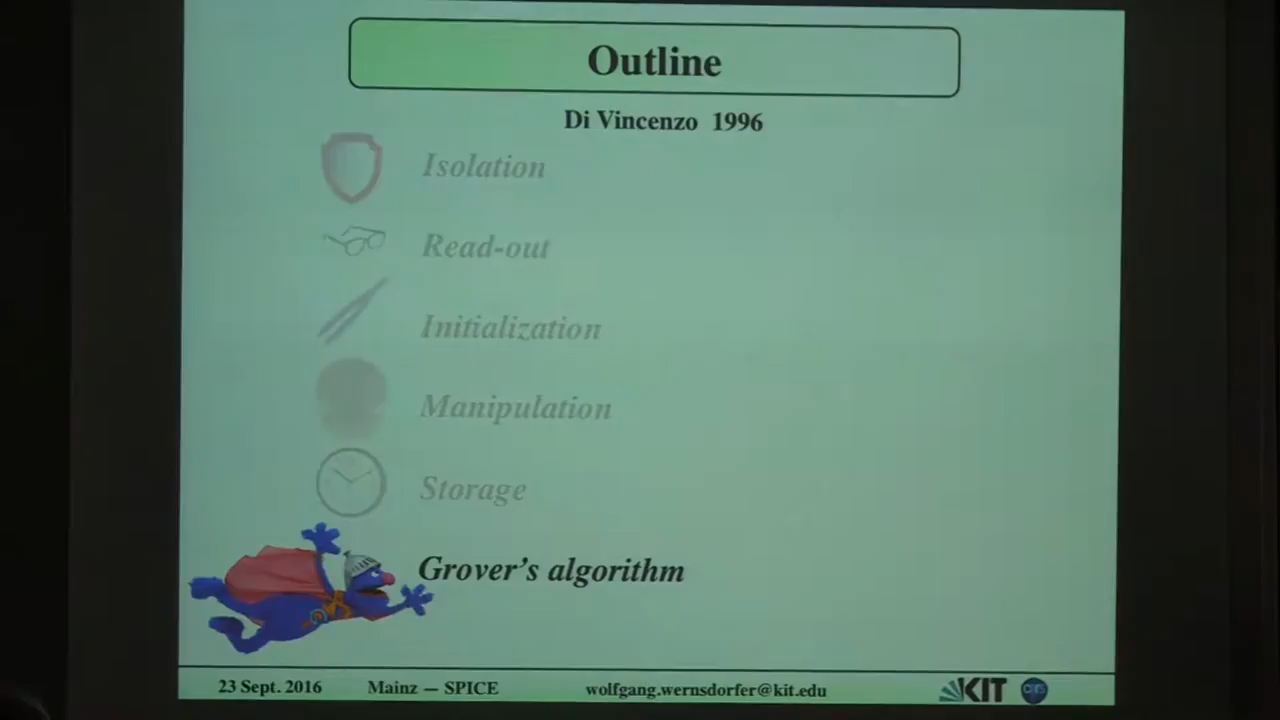 Outline
Di Vincenzo 1996
Isolation
Read-out
Initialization
Manipulation
Storage
Grover's algorithm
23 Sept. 2016 Mainz – SPICE wolfgang.wernsdorfer@kit.edu KIT